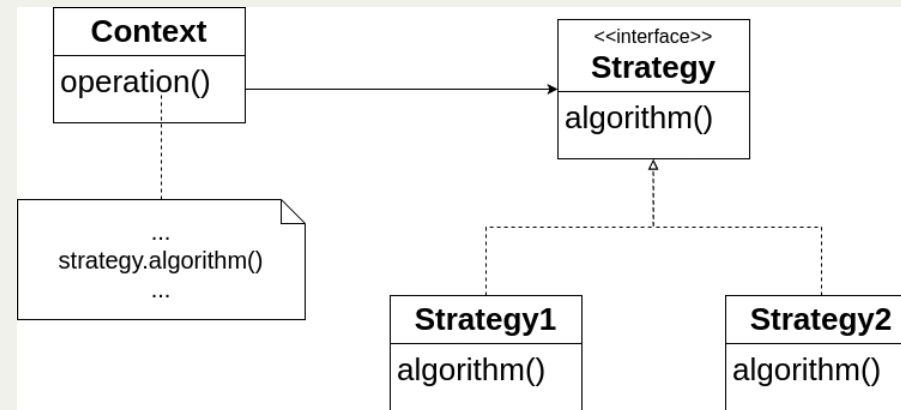 Context
operation()
<<interface>>
Strategy
algorithm()
...
strategy.algorithm()
...
Strategy1
algorithm()
Strategy2
algorithm()